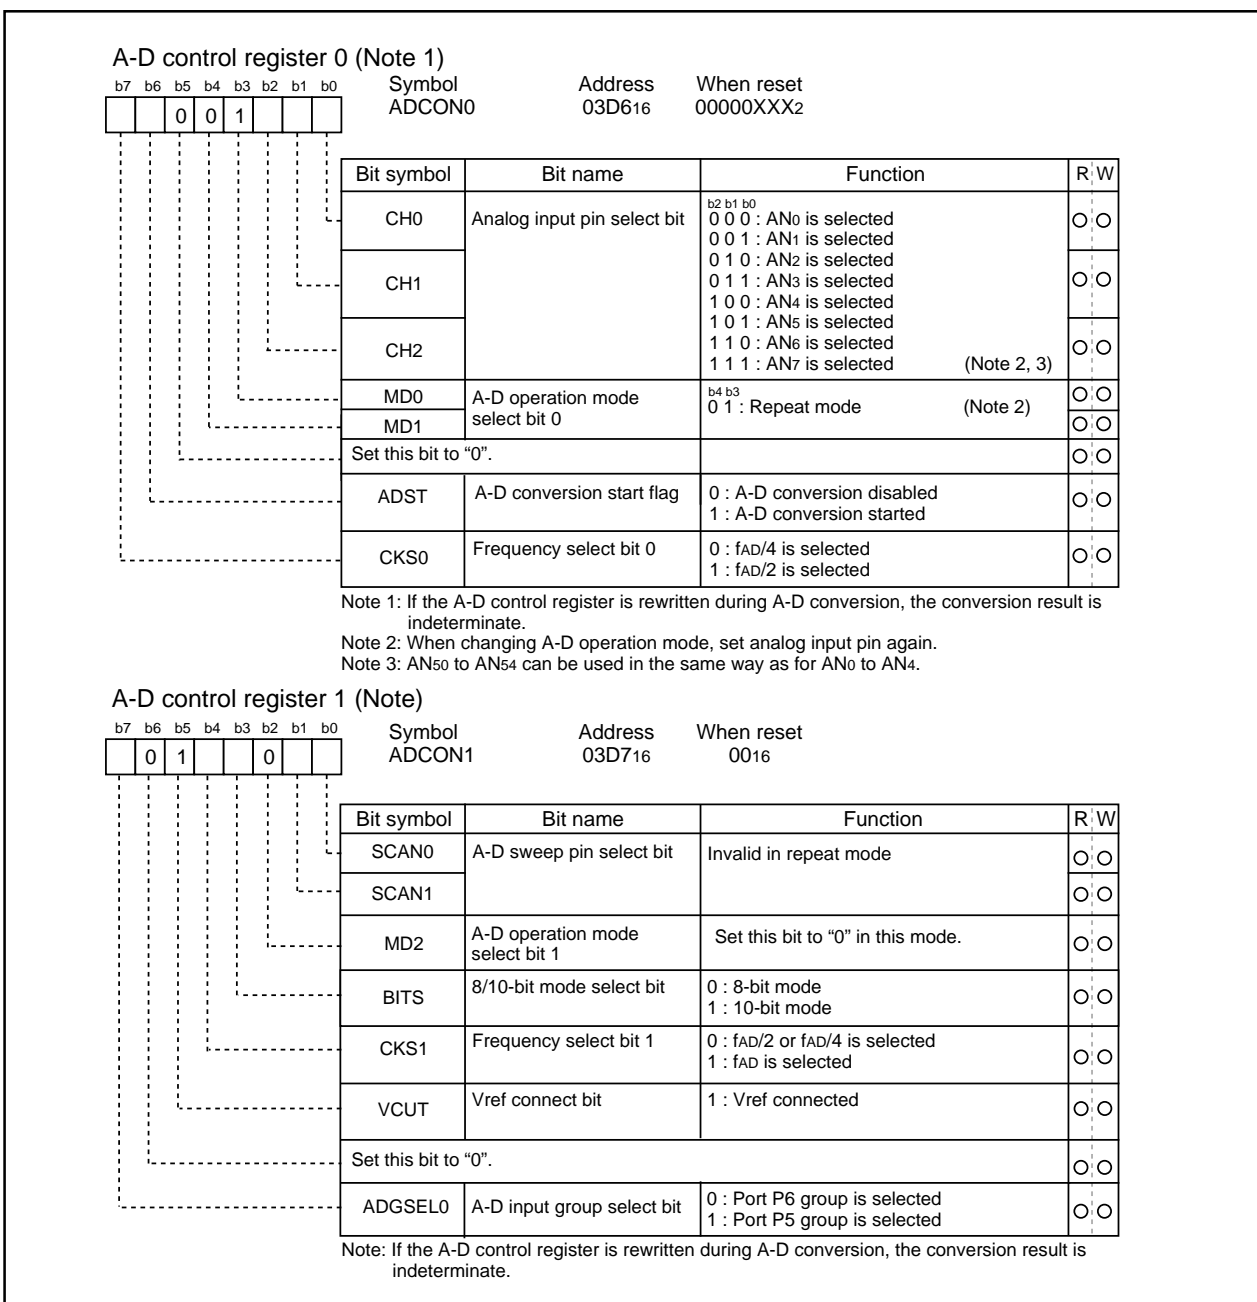 A-D control register 0 (Note 1)
b7 b6 b5 b4 b3 b2 b1 b0
Symbol Address When reset
0 0 1
ADCON0 03D616 00000XXX2
Bit symbol Bit name Function R W
CH0 Analog input pin select bit
b2 b1 b0
0 0 0 : AN0 is selected
0 0 1 : AN1 is selected
0 1 0 : AN2 is selected
CH1
0 1 1 : AN3 is selected
1 0 0 : AN4 is selected
1 0 1 : AN5 is selected
CH2
1 1 0 : AN6 is selected
1 1 1 : AN7 is selected (Note 2, 3)
MD0 A-D operation mode
select bit 0
b4 b3
0 1 : Repeat mode (Note 2)
MD1
Set this bit to “0”.
ADST A-D conversion start flag 0 : A-D conversion disabled
1 : A-D conversion started
CKS0 Frequency select bit 0 0 : fAD/4 is selected
1 : fAD/2 is selected
Note 1: If the A-D control register is rewritten during A-D conversion, the conversion result is
indeterminate.
Note 2: When changing A-D operation mode, set analog input pin again.
Note 3: AN50 to AN54 can be used in the same way as for AN0 to AN4.
A-D control register 1 (Note)
b7 b6 b5 b4 b3 b2 b1 b0
Symbol Address When reset
0 1 0
ADCON1 03D716 0016
Bit symbol Bit name Function R W
SCAN0 A-D sweep pin select bit Invalid in repeat mode
SCAN1
MD2 A-D operation mode
select bit 1
Set this bit to “0” in this mode.
BITS 8/10-bit mode select bit 0 : 8-bit mode
1 : 10-bit mode
CKS1 Frequency select bit 1 0 : fAD/2 or fAD/4 is selected
1 : fAD is selected
VCUT Vref connect bit 1 : Vref connected
Set this bit to “0”.
ADGSEL0 A-D input group select bit 0 : Port P6 group is selected
1 : Port P5 group is selected
Note: If the A-D control register is rewritten during A-D conversion, the conversion result is
indeterminate.